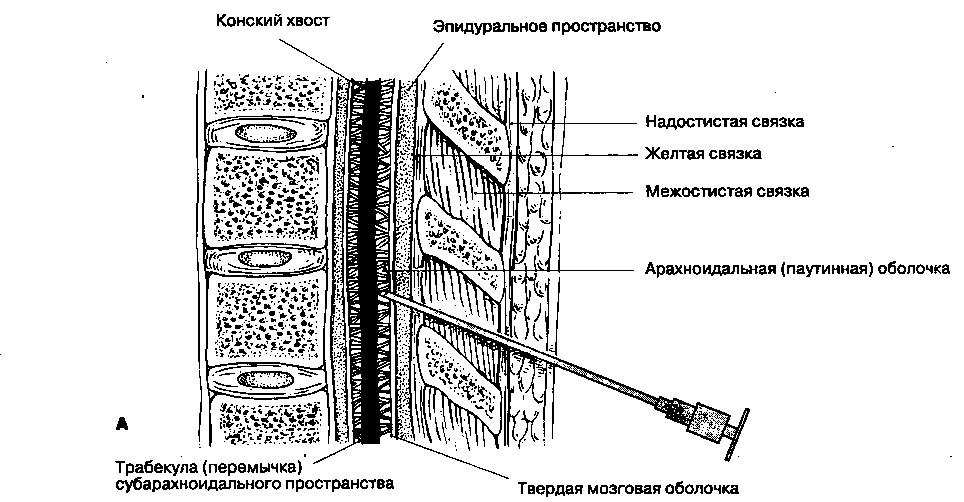 Конский хвост
Эпидуральное пространство
Надостистая связка
Желтая связка
Межостистая связка
Арахноидальная (паутинная) оболочка
А
Трабекула (перемычка)
субарахноидального пространства
Твердая мозговая оболочка